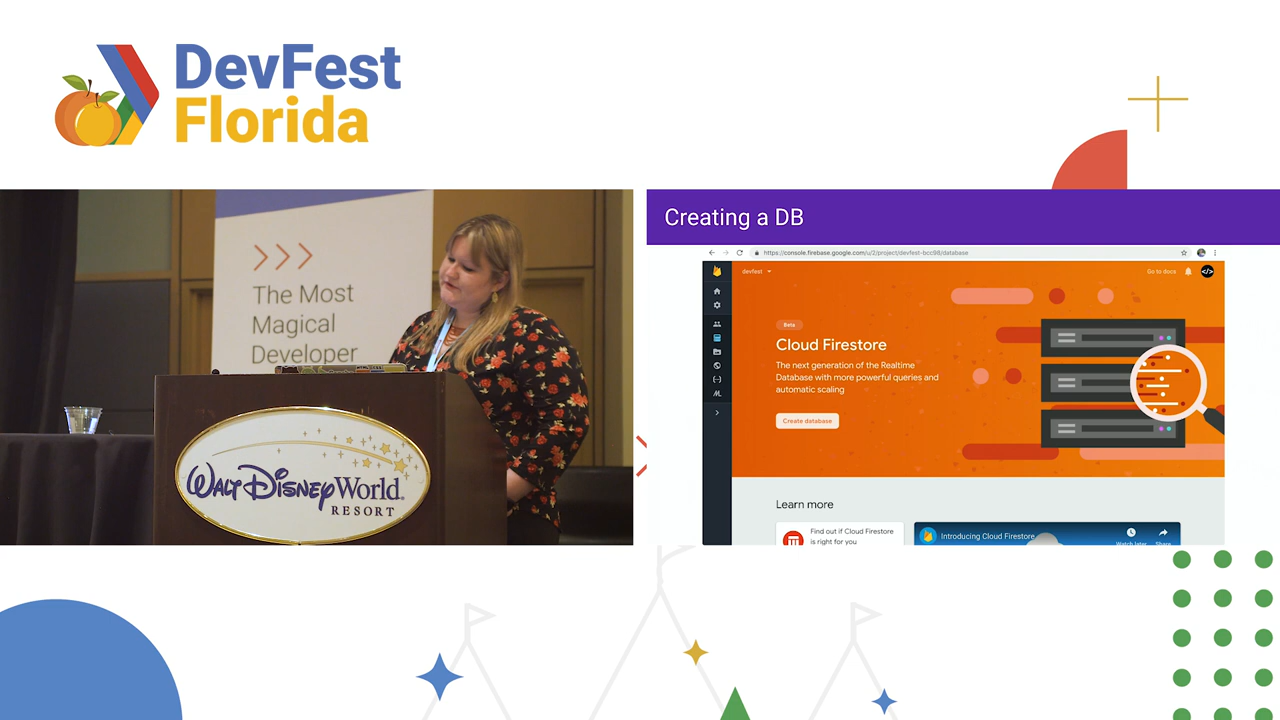 DevFest
Florida
The Most
Magical
Developer
WALT DISNEY World.
RESORT
Creating a DB
https://console.firebase.google.com/u/2/project/devfest-bcc98/database
devfest
Go to docs
Beta
Cloud Firestore
The next generation of the Realtime
Database with more powerful queries and
automatic scaling
Create database
Learn more
Find out if Cloud Firestore
is right for you
Introducing Cloud Firestore
Watch later
Share